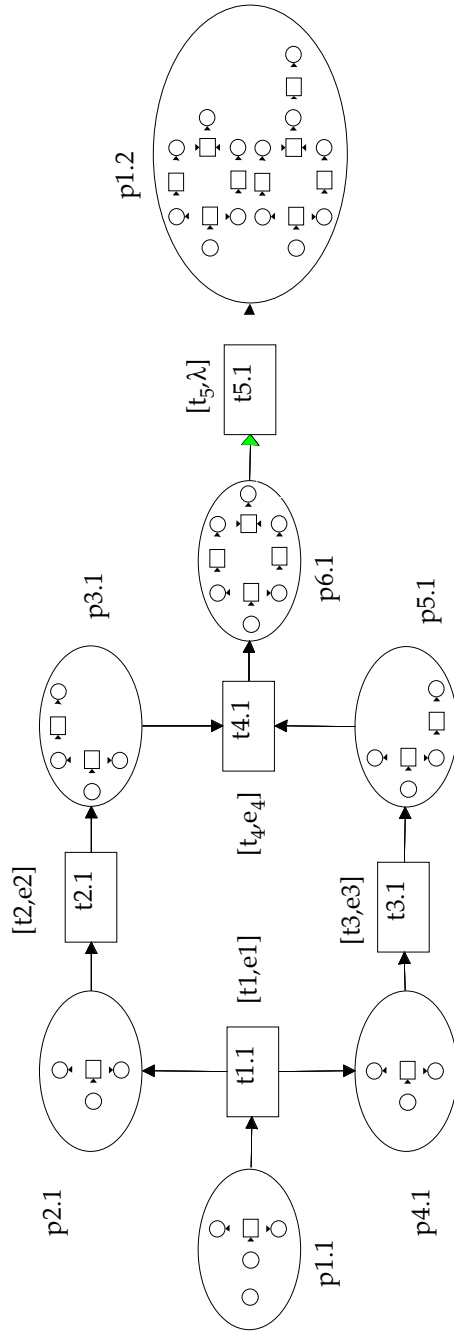 p1.1
t1.1
[t1,e1]
p2.1
t2.1
[t2,e2]
p3.1
p4.1
t3.1
[t3,e3]
p5.1
t4.1
[t₄,e₄]
p6.1
t5.1
[t₅,λ]
p1.2